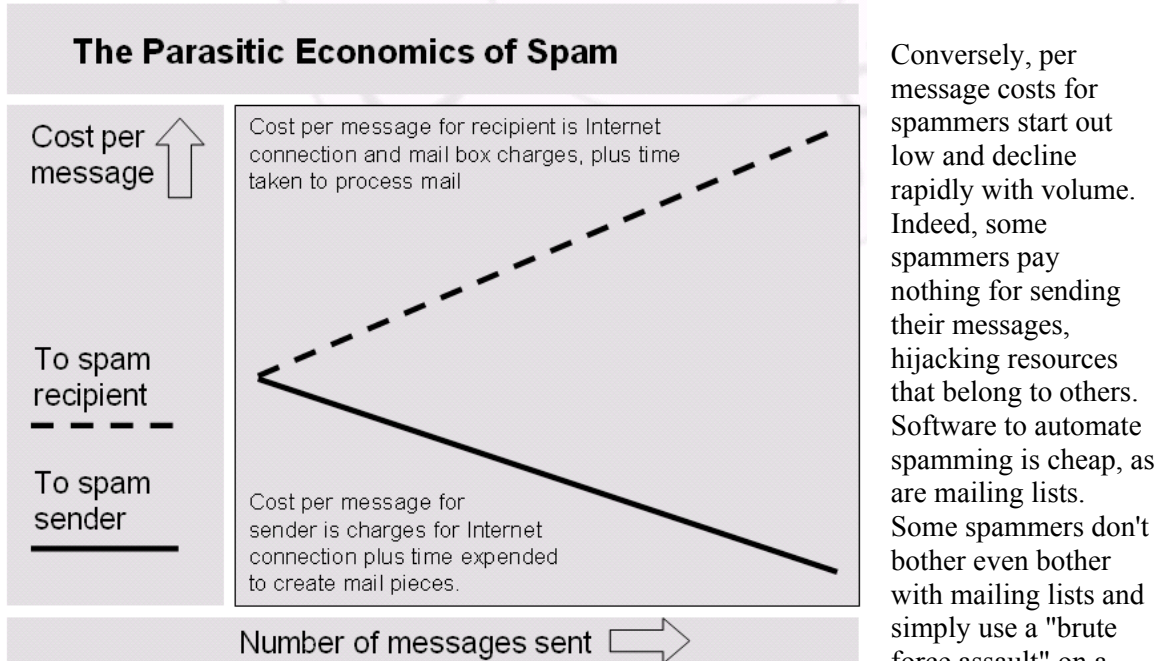 The Parasitic Economics of Spam
Cost per
message
Cost per message for recipient is Internet
connection and mail box charges, plus time
taken to process mail
To spam
recipient
To spam
sender
Cost per message for
sender is charges for Internet
connection plus time expended
to create mail pieces.
Number of messages sent
Conversely, per
message costs for
spammers start out
low and decline
rapidly with volume.
Indeed, some
spammers pay
nothing for sending
their messages,
hijacking resources
that belong to others.
Software to automate
spamming is cheap, as
are mailing lists.
Some spammers don't
bother even bother
with mailing lists and
simply use a "brute
force assault" on a